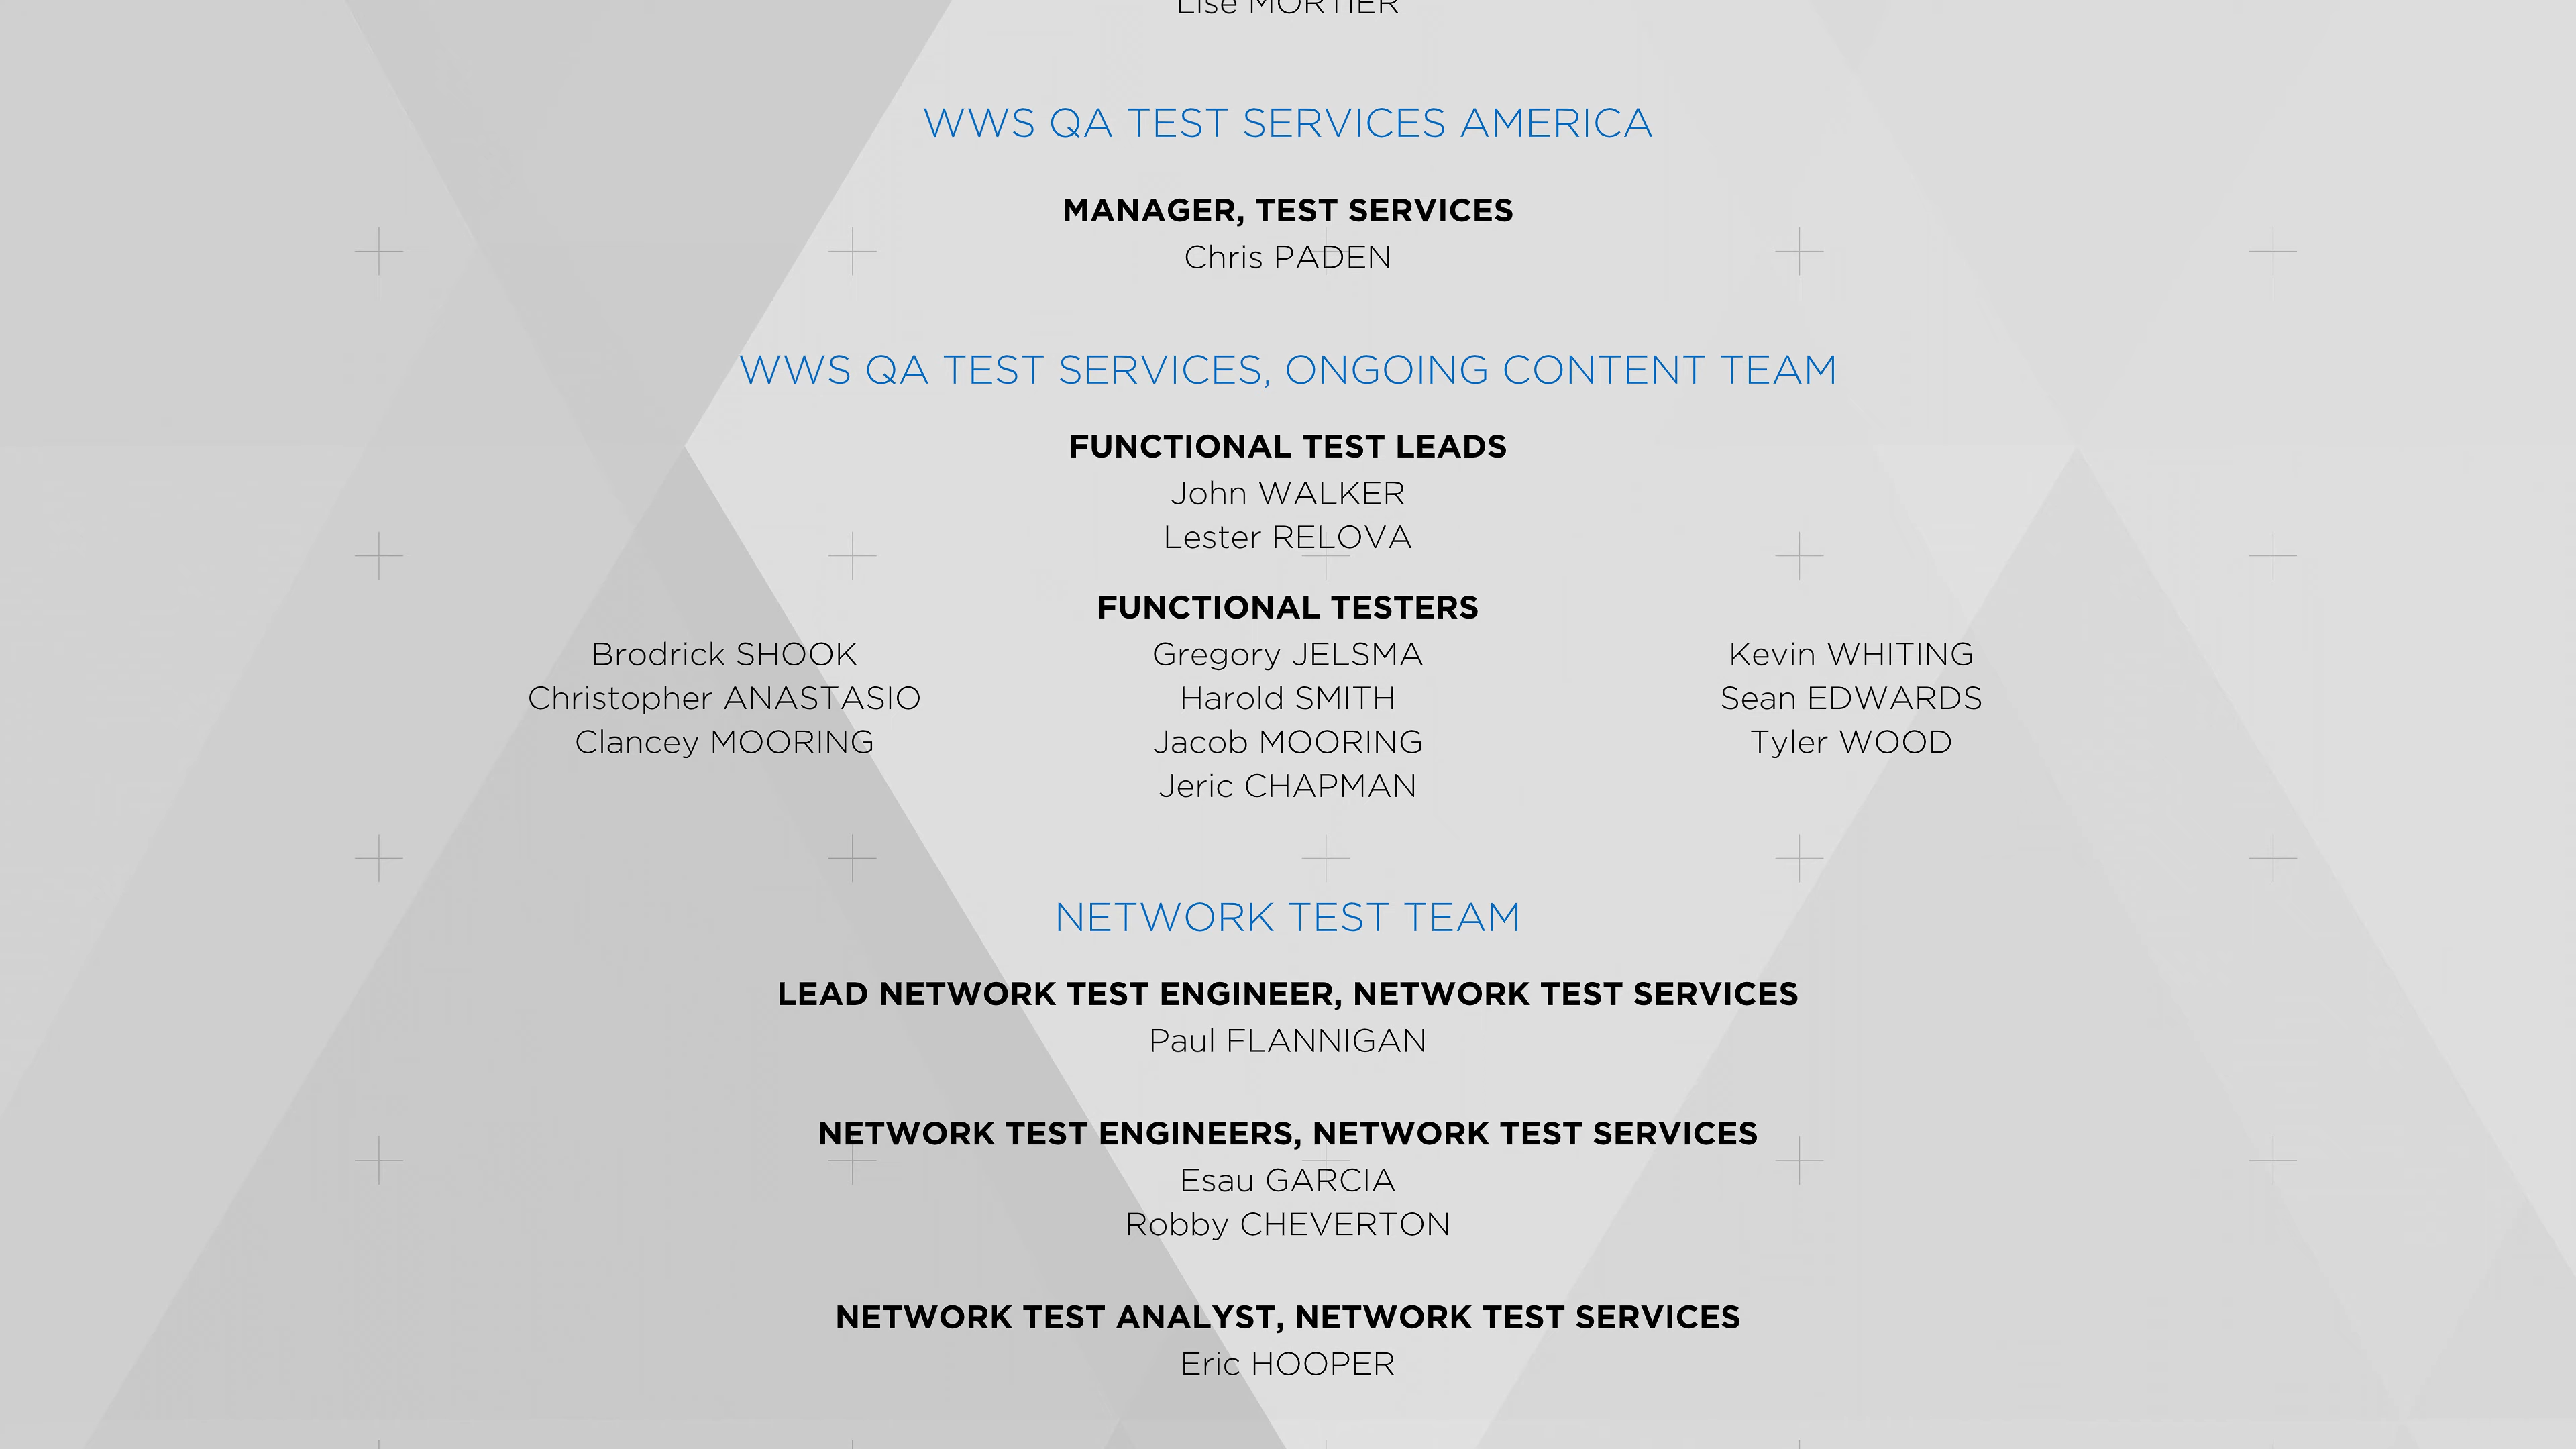 Lise MORTIER
WWS QA TEST SERVICES AMERICA
MANAGER, TEST SERVICES
Chris PADEN
WWS QA TEST SERVICES, ONGOING CONTENT TEAM
FUNCTIONAL TEST LEADS
John WALKER
Lester RELOVA
FUNCTIONAL TESTERS
Brodrick SHOOK
Christopher ANASTASIO
Clancey MOORING
Gregory JELSMA
Harold SMITH
Jacob MOORING
Jeric CHAPMAN
Kevin WHITING
Sean EDWARDS
Tyler WOOD
NETWORK TEST TEAM
LEAD NETWORK TEST ENGINEER, NETWORK TEST SERVICES
Paul FLANNIGAN
NETWORK TEST ENGINEERS, NETWORK TEST SERVICES
Esau GARCIA
Robby CHEVERTON
NETWORK TEST ANALYST, NETWORK TEST SERVICES
Eric HOOPER